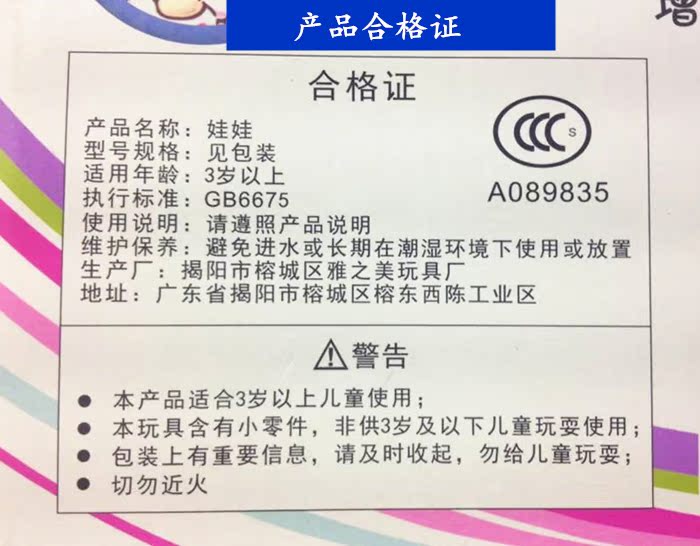 产品合格证
增
合格证
产品名称：娃娃
型号规格：见包装
适用年龄：3岁以上
执行标准：GB6675
使用说明：请遵照产品说明
维护保养：避免进水或长期在潮湿环境下使用或放置
生产厂：揭阳市榕城区雅之美玩具厂
地址：广东省揭阳市榕城区榕东西陈工业区
CCC S
A089835
警告
● 本产品适合3岁以上儿童使用；
● 本玩具含有小零件，非供3岁及以下儿童玩耍使用；
● 包装上有重要信息，请及时收起，勿给儿童玩耍；
● 切勿近火